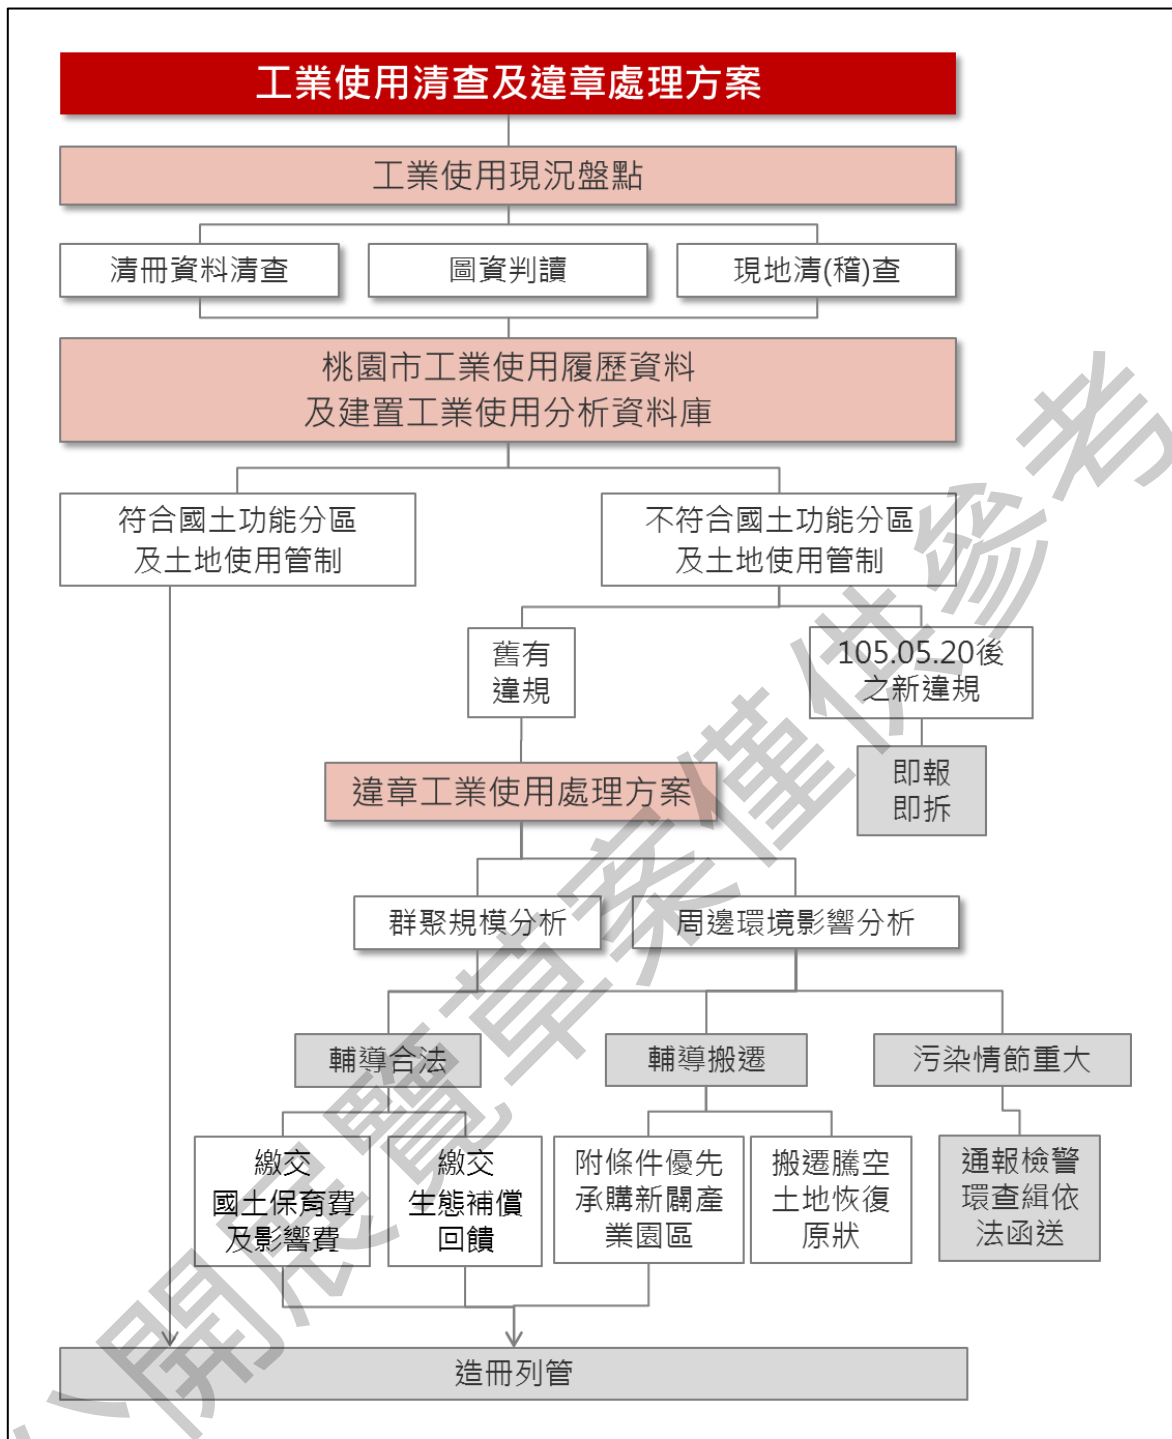 工業使用清查及違章處理方案
工業使用現況盤點
清冊資料清查
圖資判讀
現地清(稽)查
桃園市工業使用履歷資料
及建置工業使用分析資料庫
符合國土功能分區
及土地使用管制
不符合國土功能分區
及土地使用管制
舊有
違規
105.05.20後
之新違規
即報
即拆
違章工業使用處理方案
群聚規模分析
周邊環境影響分析
輔導合法
輔導搬遷
污染情節重大
繳交
國土保育費
及影響費
繳交
生態補償
回饋
附條件優先
承購新闢產
業園區
搬遷騰空
土地恢復
原狀
通報檢警
環查緝依
法函送
造冊列管
公開展覽草案僅供參考